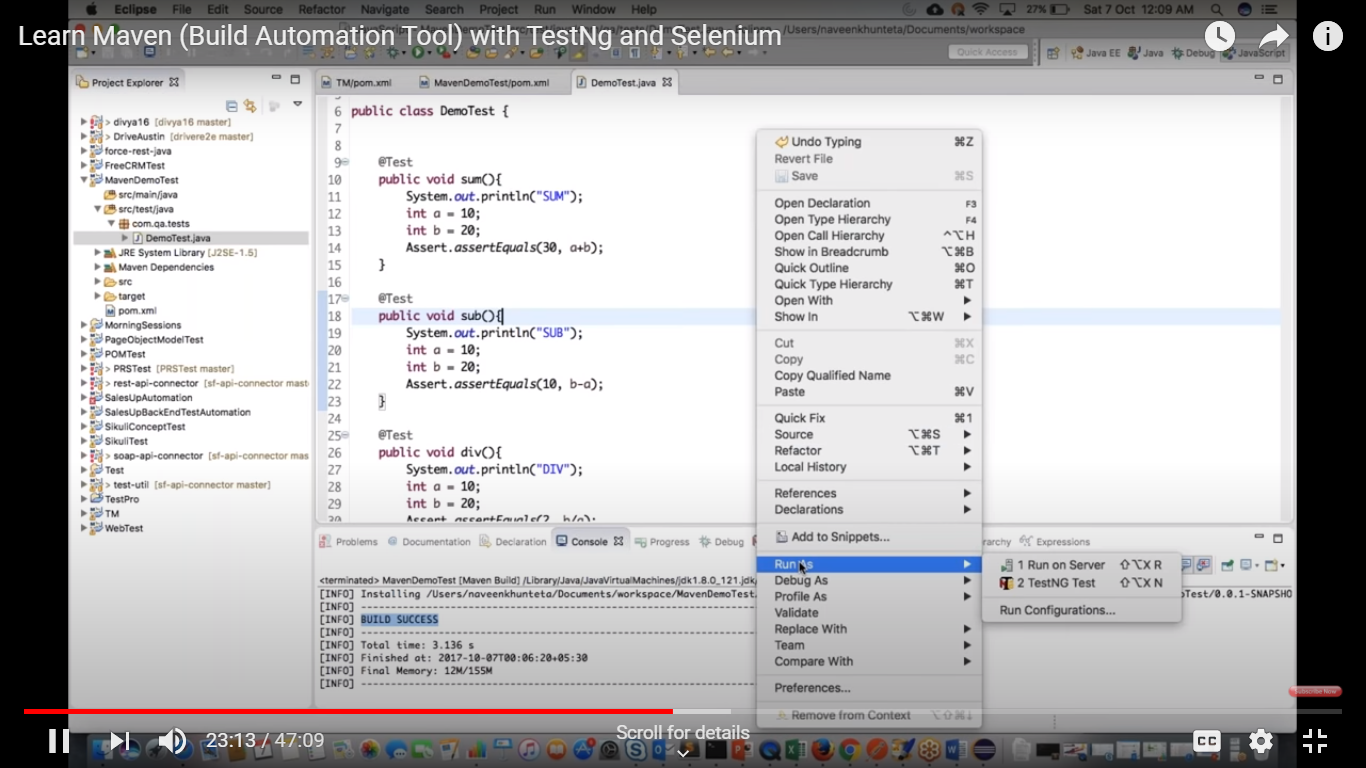 Eclipse File Edit Source Refactor Navigate Search Project Run Window Help
27% Sat 7 Oct 12:09 AM
Learn Maven (Build Automation Tool) with TestNg and Selenium
/Users/naveenkhunteta/Documents/workspace
Quick Access
Java EE Java Debug JavaScript
Project Explorer
> divya16 [divya16 master]
> DriveAustin [drivere2e master]
force-rest-java
FreeCRMTest
MavenDemoTest
src/main/java
src/test/java
com.qa.tests
DemoTest.java
JRE System Library [J2SE-1.5]
Maven Dependencies
src
target
pom.xml
MorningSessions
PageObjectModelTest
POMTest
> PRSTest [PRSTest master]
> rest-api-connector [sf-api-connector mast
SalesUpAutomation
SalesUpBackEndTestAutomation
SikuliConceptTest
SikuliTest
> soap-api-connector [sf-api-connector mas
Test
> test-util [sf-api-connector master]
TestPro
TM
WebTest
TM/pom.xml MavenDemoTest/pom.xml DemoTest.java
6 public class DemoTest {
7
8
9 @Test
10 public void sum(){
11 System.out.println("SUM");
12 int a = 10;
13 int b = 20;
14 Assert.assertEquals(30, a+b);
15 }
16
17 @Test
18 public void sub(){
19 System.out.println("SUB");
20 int a = 10;
21 int b = 20;
22 Assert.assertEquals(10, b-a);
23 }
24
25 @Test
26 public void div(){
27 System.out.println("DIV");
28 int a = 10;
29 int b = 20;
30 Assert.assertEquals(2, b/a);
Undo Typing ⌘Z
Revert File
Save ⌘S
Open Declaration F3
Open Type Hierarchy F4
Open Call Hierarchy ^⌥H
Show in Breadcrumb ⌥⌘B
Quick Outline ⌘O
Quick Type Hierarchy ⌘T
Open With
Show In ⌥⌘W
Cut ⌘X
Copy ⌘C
Copy Qualified Name
Paste ⌘V
Quick Fix ⌘1
Source ⌥⌘S
Refactor ⌥⌘T
Local History
References
Declarations
Add to Snippets...
Run As
Debug As
Profile As
Validate
Replace With
Team
Compare With
Preferences...
Remove from Context ⌥⇧⌘↓
1 Run on Server ⇧⌥X R
2 TestNG Test ⇧⌥X N
Run Configurations...
Problems Documentation Declaration Console Progress Debug
rarchy Expressions
<terminated> MavenDemoTest [Maven Build] /Library/Java/JavaVirtualMachines/jdk1.8.0_121.jdk
[INFO] Installing /Users/naveenkhunteta/Documents/workspace/MavenDemoTest/
oTest/0.0.1-SNAPSHO
[INFO] ------------------------------------------------------------------------
[INFO] BUILD SUCCESS
[INFO] ------------------------------------------------------------------------
[INFO] Total time: 3.136 s
[INFO] Finished at: 2017-10-07T00:06:20+05:30
[INFO] Final Memory: 12M/155M
[INFO] ------------------------------------------------------------------------
Subscribe Now
23:13 / 47:09
Scroll for details
CC